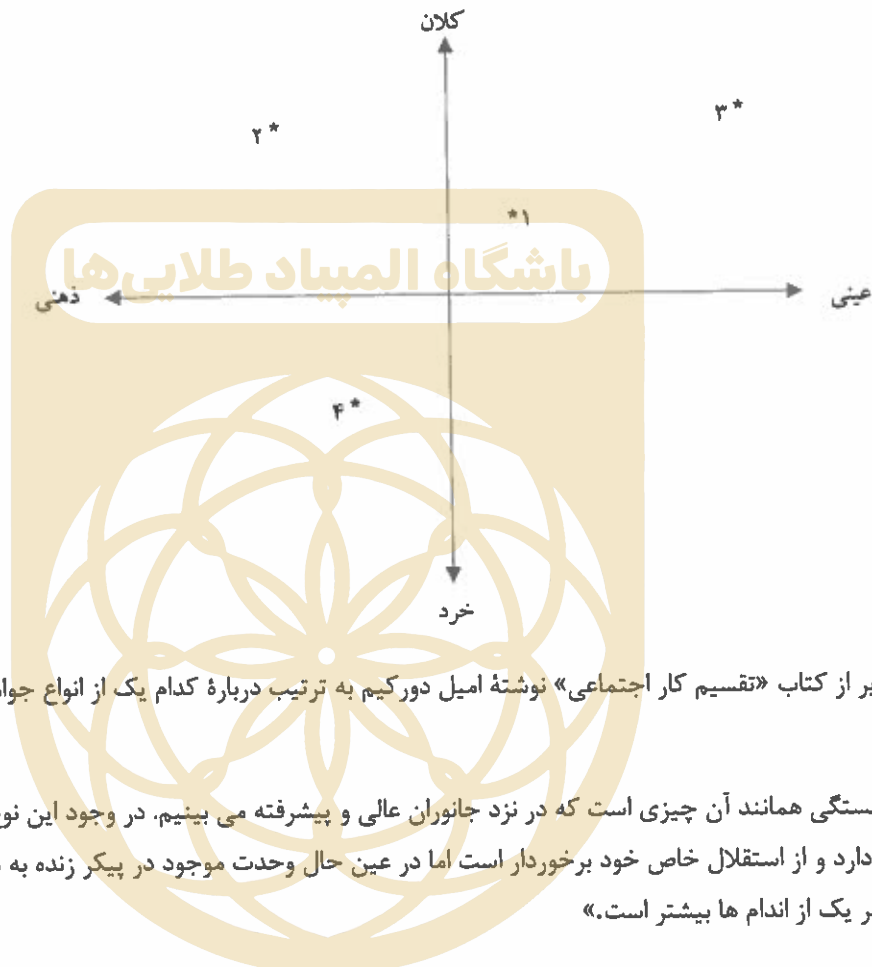 کلان
۳ *
۲ *
*۱
باشگاه المپیاد طلایی‌ها
ذهنی
عینی
۴ *
خرد
یر از کتاب «تقسیم کار اجتماعی» نوشتهٔ امیل دورکیم به ترتیب دربارهٔ کدام یک از انواع جوا
ستگی همانند آن چیزی است که در نزد جانوران عالی و پیشرفته می بینیم. در وجود این نوع
دارد و از استقلال خاص خود برخوردار است اما در عین حال وحدت موجود در پیکر زنده به
ر یک از اندام ها بیشتر است.»